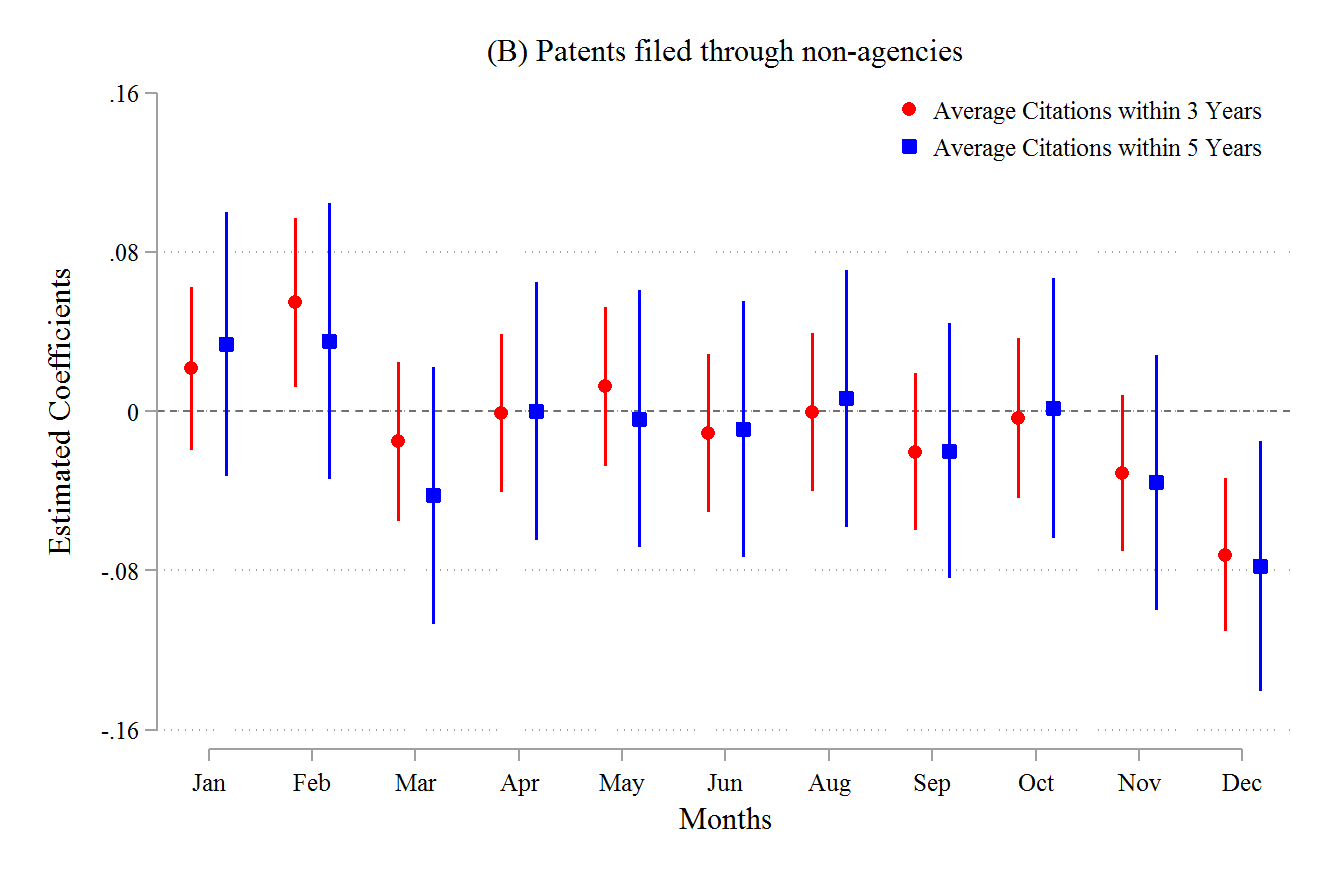 (B) Patents filed through non-agencies
.16
.08
0
-.08
-.16
Estimated Coefficients
Average Citations within 3 Years
Average Citations within 5 Years
Jan Feb Mar Apr May Jun Aug Sep Oct Nov Dec
Months